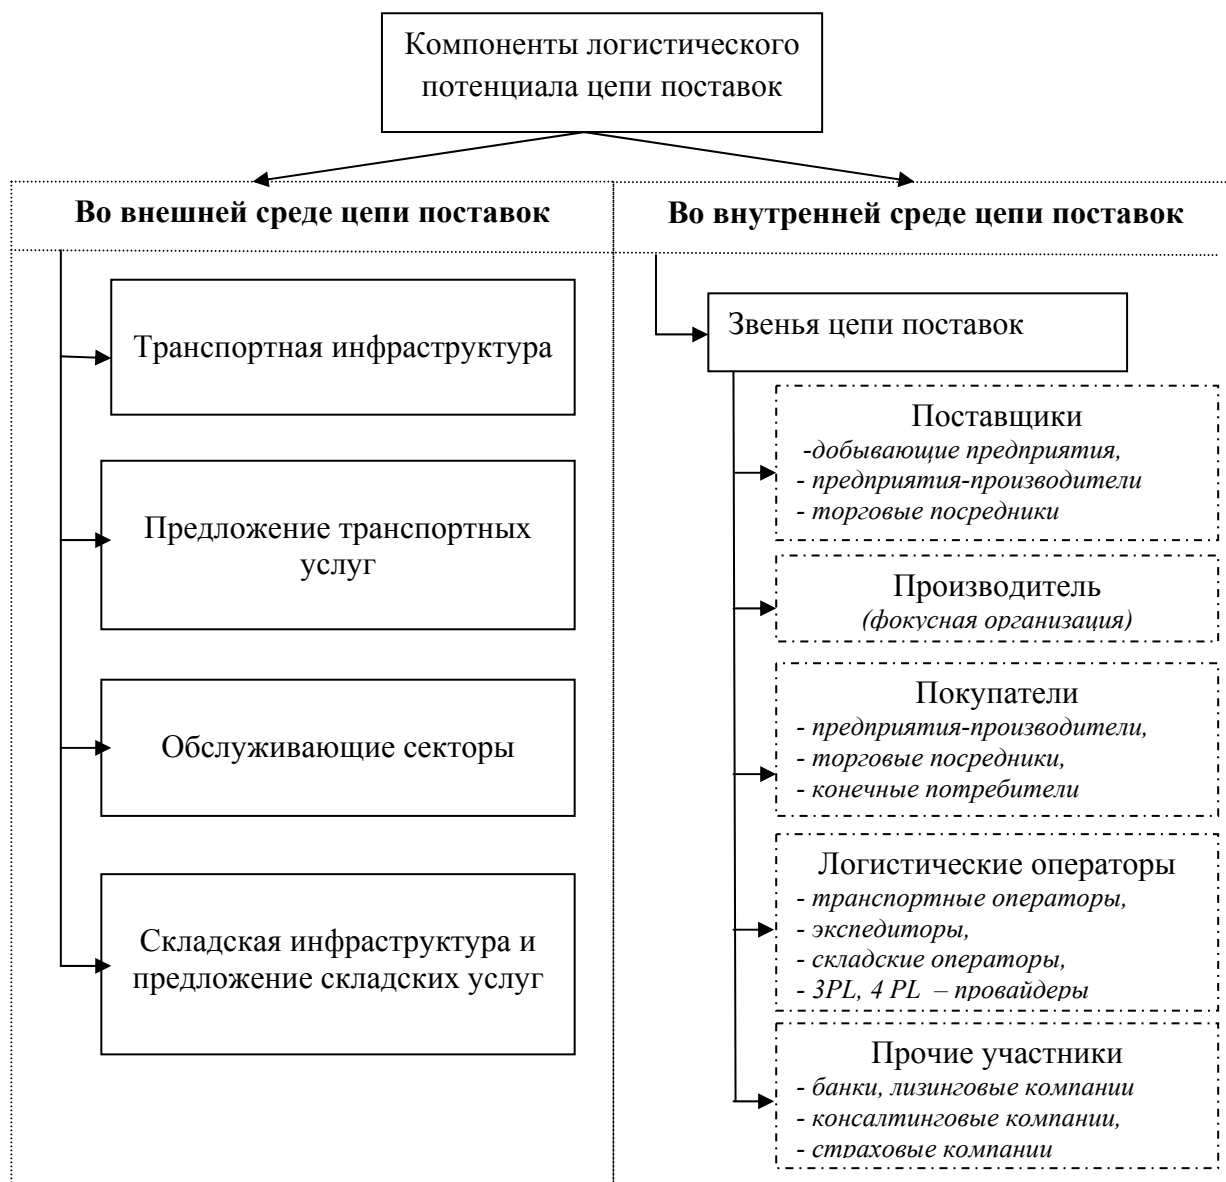 Компоненты логистического
потенциала цепи поставок
Во внешней среде цепи поставок
Транспортная инфраструктура
Предложение транспортных
услуг
Обслуживающие секторы
Складская инфраструктура и
предложение складских услуг
Во внутренней среде цепи поставок
Звенья цепи поставок
Поставщики
-добывающие предприятия,
- предприятия-производители
- торговые посредники
Производитель
(фокусная организация)
Покупатели
- предприятия-производители,
- торговые посредники,
- конечные потребители
Логистические операторы
- транспортные операторы,
- экспедиторы,
- складские операторы,
- 3PL, 4 PL – провайдеры
Прочие участники
- банки, лизинговые компании
- консалтинговые компании,
- страховые компании